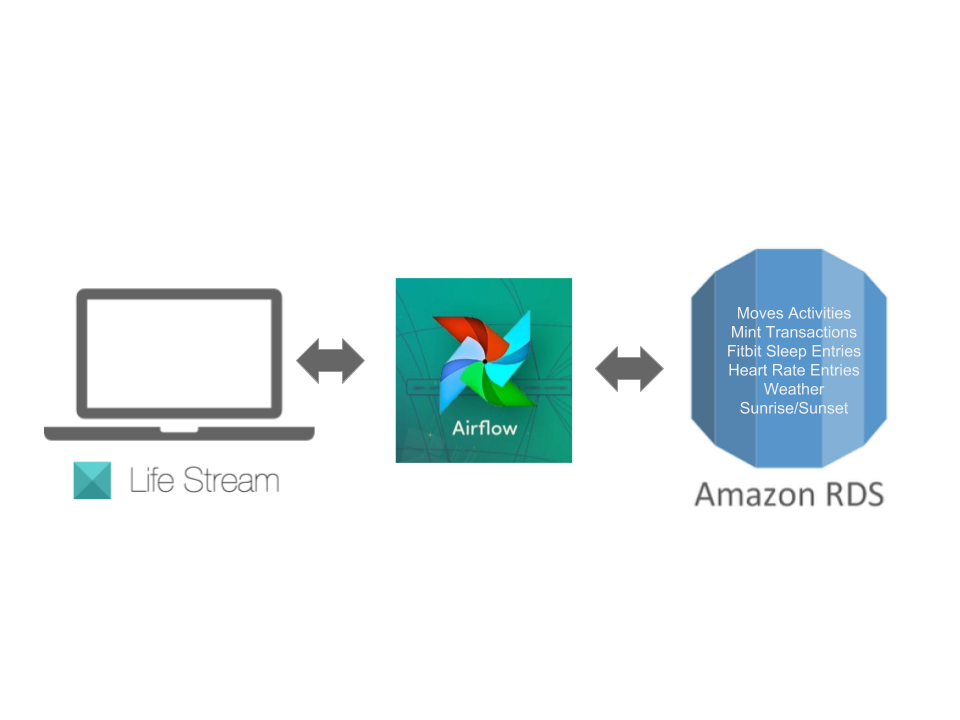 Moves Activities
Mint Transactions
Fitbit Sleep Entries
Heart Rate Entries
Weather
Sunrise/Sunset
Airflow
Life Stream
Amazon RDS